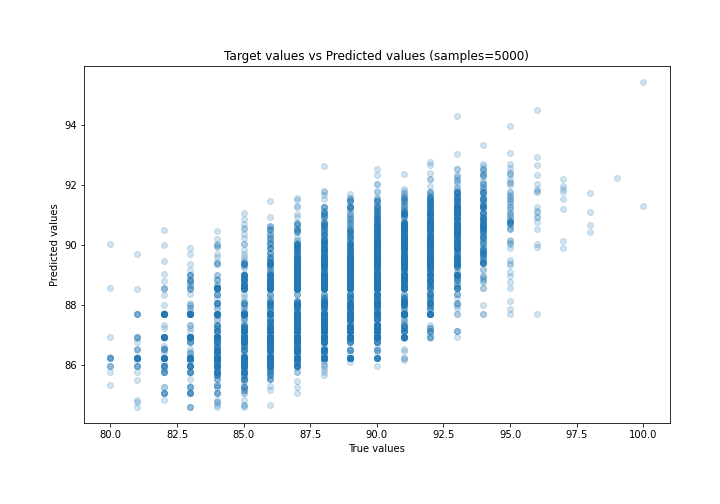 Target values vs Predicted values (samples=5000)
Predicted values
94
92
90
88
86
80.0 82.5 85.0 87.5 90.0 92.5 95.0 97.5 100.0
True values